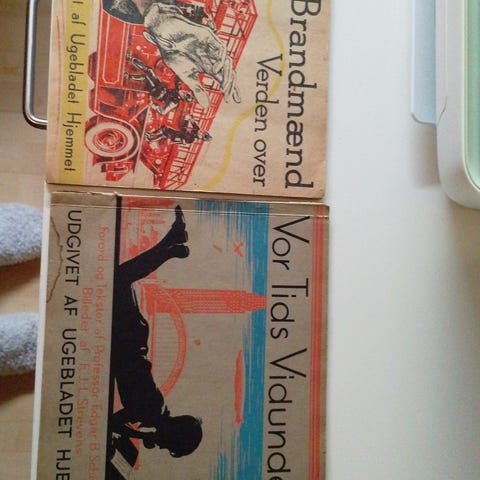 Brandmænd
Verden over
af Ugebladet Hjemmet
Vor Tids Vidunde
Forord og Tekster af Professor Edgar B
Billeder af
UDGIVET AF UGEBLADET HJE